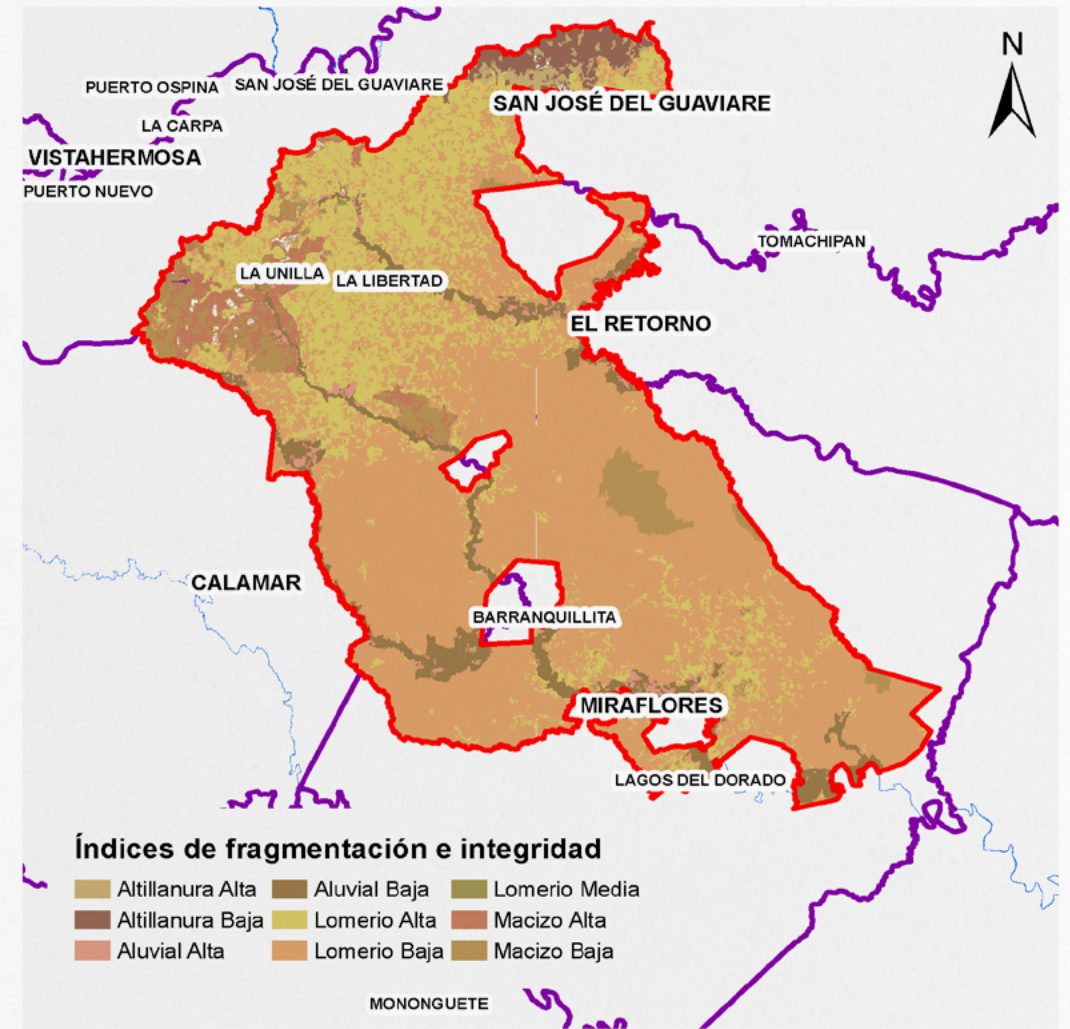 N
PUERTO OSPINA
SAN JOSÉ DEL GUAVIARE
SAN JOSÉ DEL GUAVIARE
LA CARPA
VISTAHERMOSA
PUERTO NUEVO
TOMACHIPAN
LA UNILLA
LA LIBERTAD
EL RETORNO
CALAMAR
BARRANQUILLITA
MIRAFLORES
LAGOS DEL DORADO
Índices de fragmentación e integridad
Altillanura Alta
Aluvial Baja
Lomerio Media
Altillanura Baja
Lomerio Alta
Macizo Alta
Aluvial Alta
Lomerio Baja
Macizo Baja
MONONGUETE